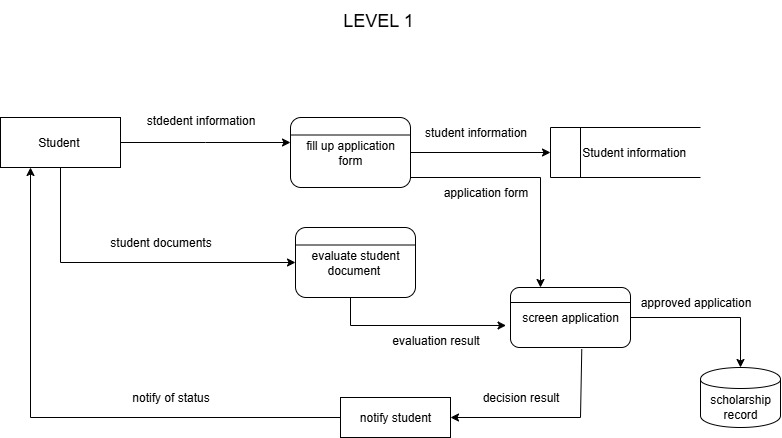 LEVEL 1
stdedent information
Student
fill up application
form
student information
Student information
application form
student documents
evaluate student
document
screen application
approved application
evaluation result
notify of status
decision result
notify student
scholarship
record